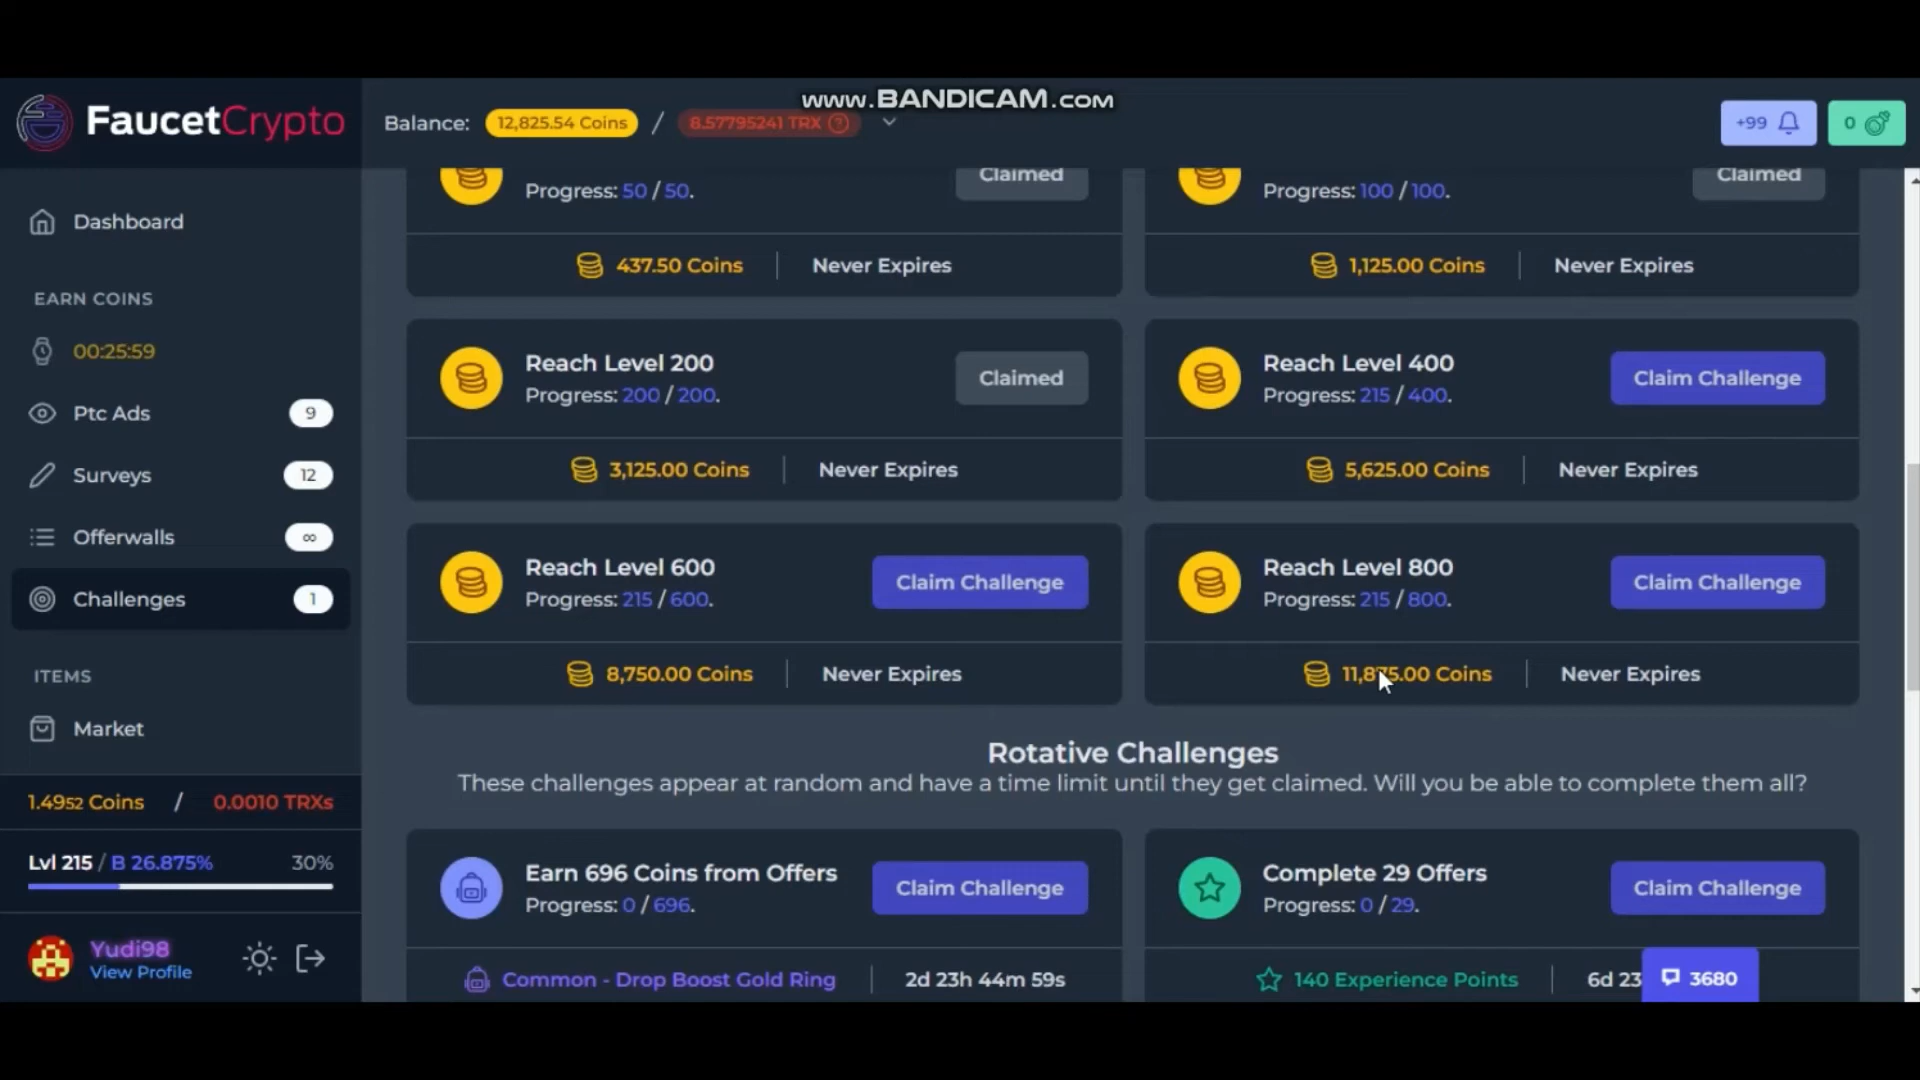 www.BANDICAM.com
FaucetCrypto
Balance: 12,825.54 Coins / 8.57795241 TRX
+99
0
Dashboard
EARN COINS
00:25:59
Ptc Ads 9
Surveys 12
Offerwalls ∞
Challenges 1
ITEMS
Market
1.4952 Coins / 0.0010 TRXs
Lvl 215 / B 26.875% 30%
Yudi98
View Profile
Progress: 50 / 50.
Claimed
437.50 Coins
Never Expires
Progress: 100 / 100.
Claimed
1,125.00 Coins
Never Expires
Reach Level 200
Progress: 200 / 200.
Claimed
3,125.00 Coins
Never Expires
Reach Level 400
Progress: 215 / 400.
Claim Challenge
5,625.00 Coins
Never Expires
Reach Level 600
Progress: 215 / 600.
Claim Challenge
8,750.00 Coins
Never Expires
Reach Level 800
Progress: 215 / 800.
Claim Challenge
11,875.00 Coins
Never Expires
Rotative Challenges
These challenges appear at random and have a time limit until they get claimed. Will you be able to complete them all?
Earn 696 Coins from Offers
Progress: 0 / 696.
Claim Challenge
Common - Drop Boost Gold Ring
2d 23h 44m 59s
Complete 29 Offers
Progress: 0 / 29.
Claim Challenge
140 Experience Points
6d 23
3680